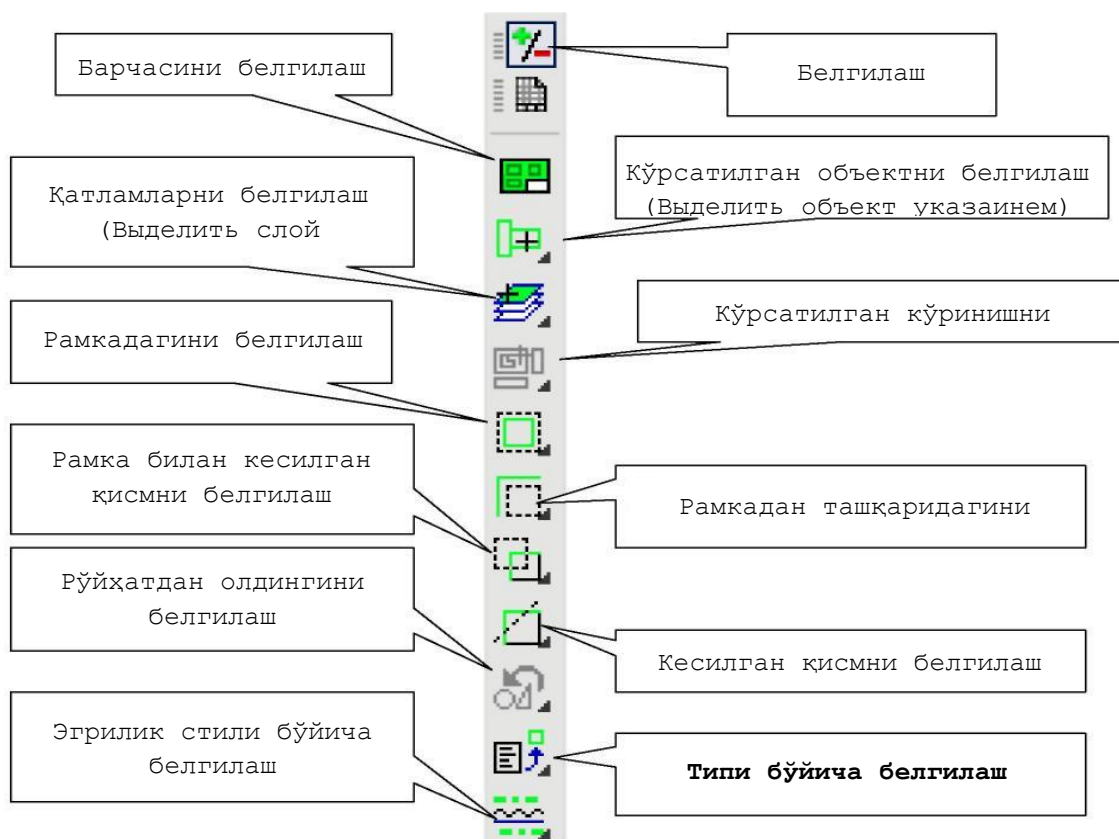 Барчасини белгилаш
Белгилаш
Қатламларни белгилаш
(Выделить слой
Кўрсатилган объектни белгилаш
(Выделить объект указаинем)
Рамкадагини белгилаш
Кўрсатилган кўринишни
Рамка билан кесилган
қисмни белгилаш
Рамкадан ташқаридагини
Рўйҳатдан олдингини
белгилаш
Кесилган қисмни белгилаш
Эгрилик стили бўйича
белгилаш
Типи бўйича белгилаш